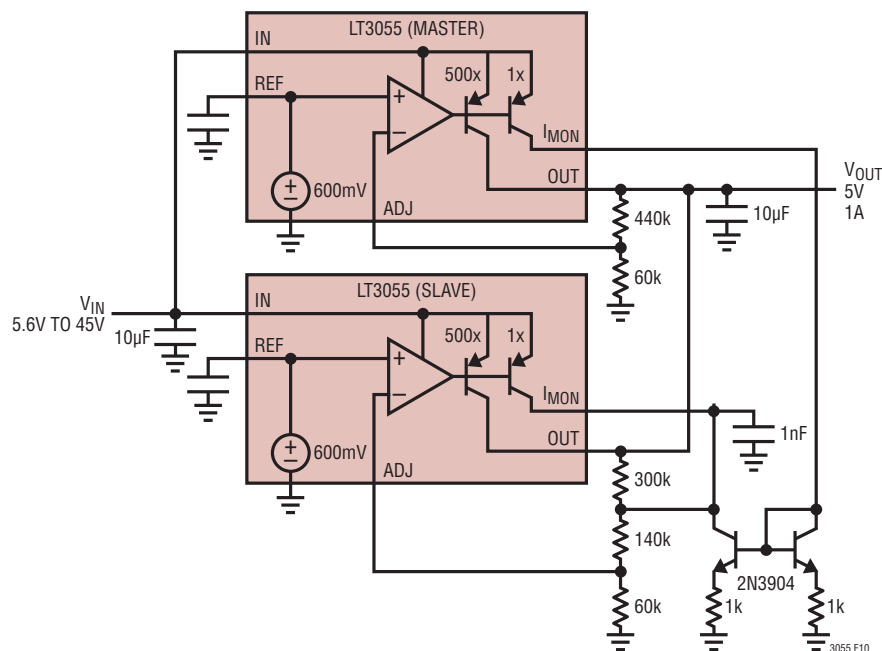 LT3055 (MASTER)
IN
500x
1x
REF
+
−
IMON
+
−
600mV
OUT
ADJ
VOUT
5V
1A
440k
10µF
60k
LT3055 (SLAVE)
VIN
5.6V TO 45V
IN
10µF
500x
1x
REF
+
−
IMON
+
−
600mV
OUT
1nF
ADJ
300k
140k
2N3904
60k
1k
1k
3055 F10